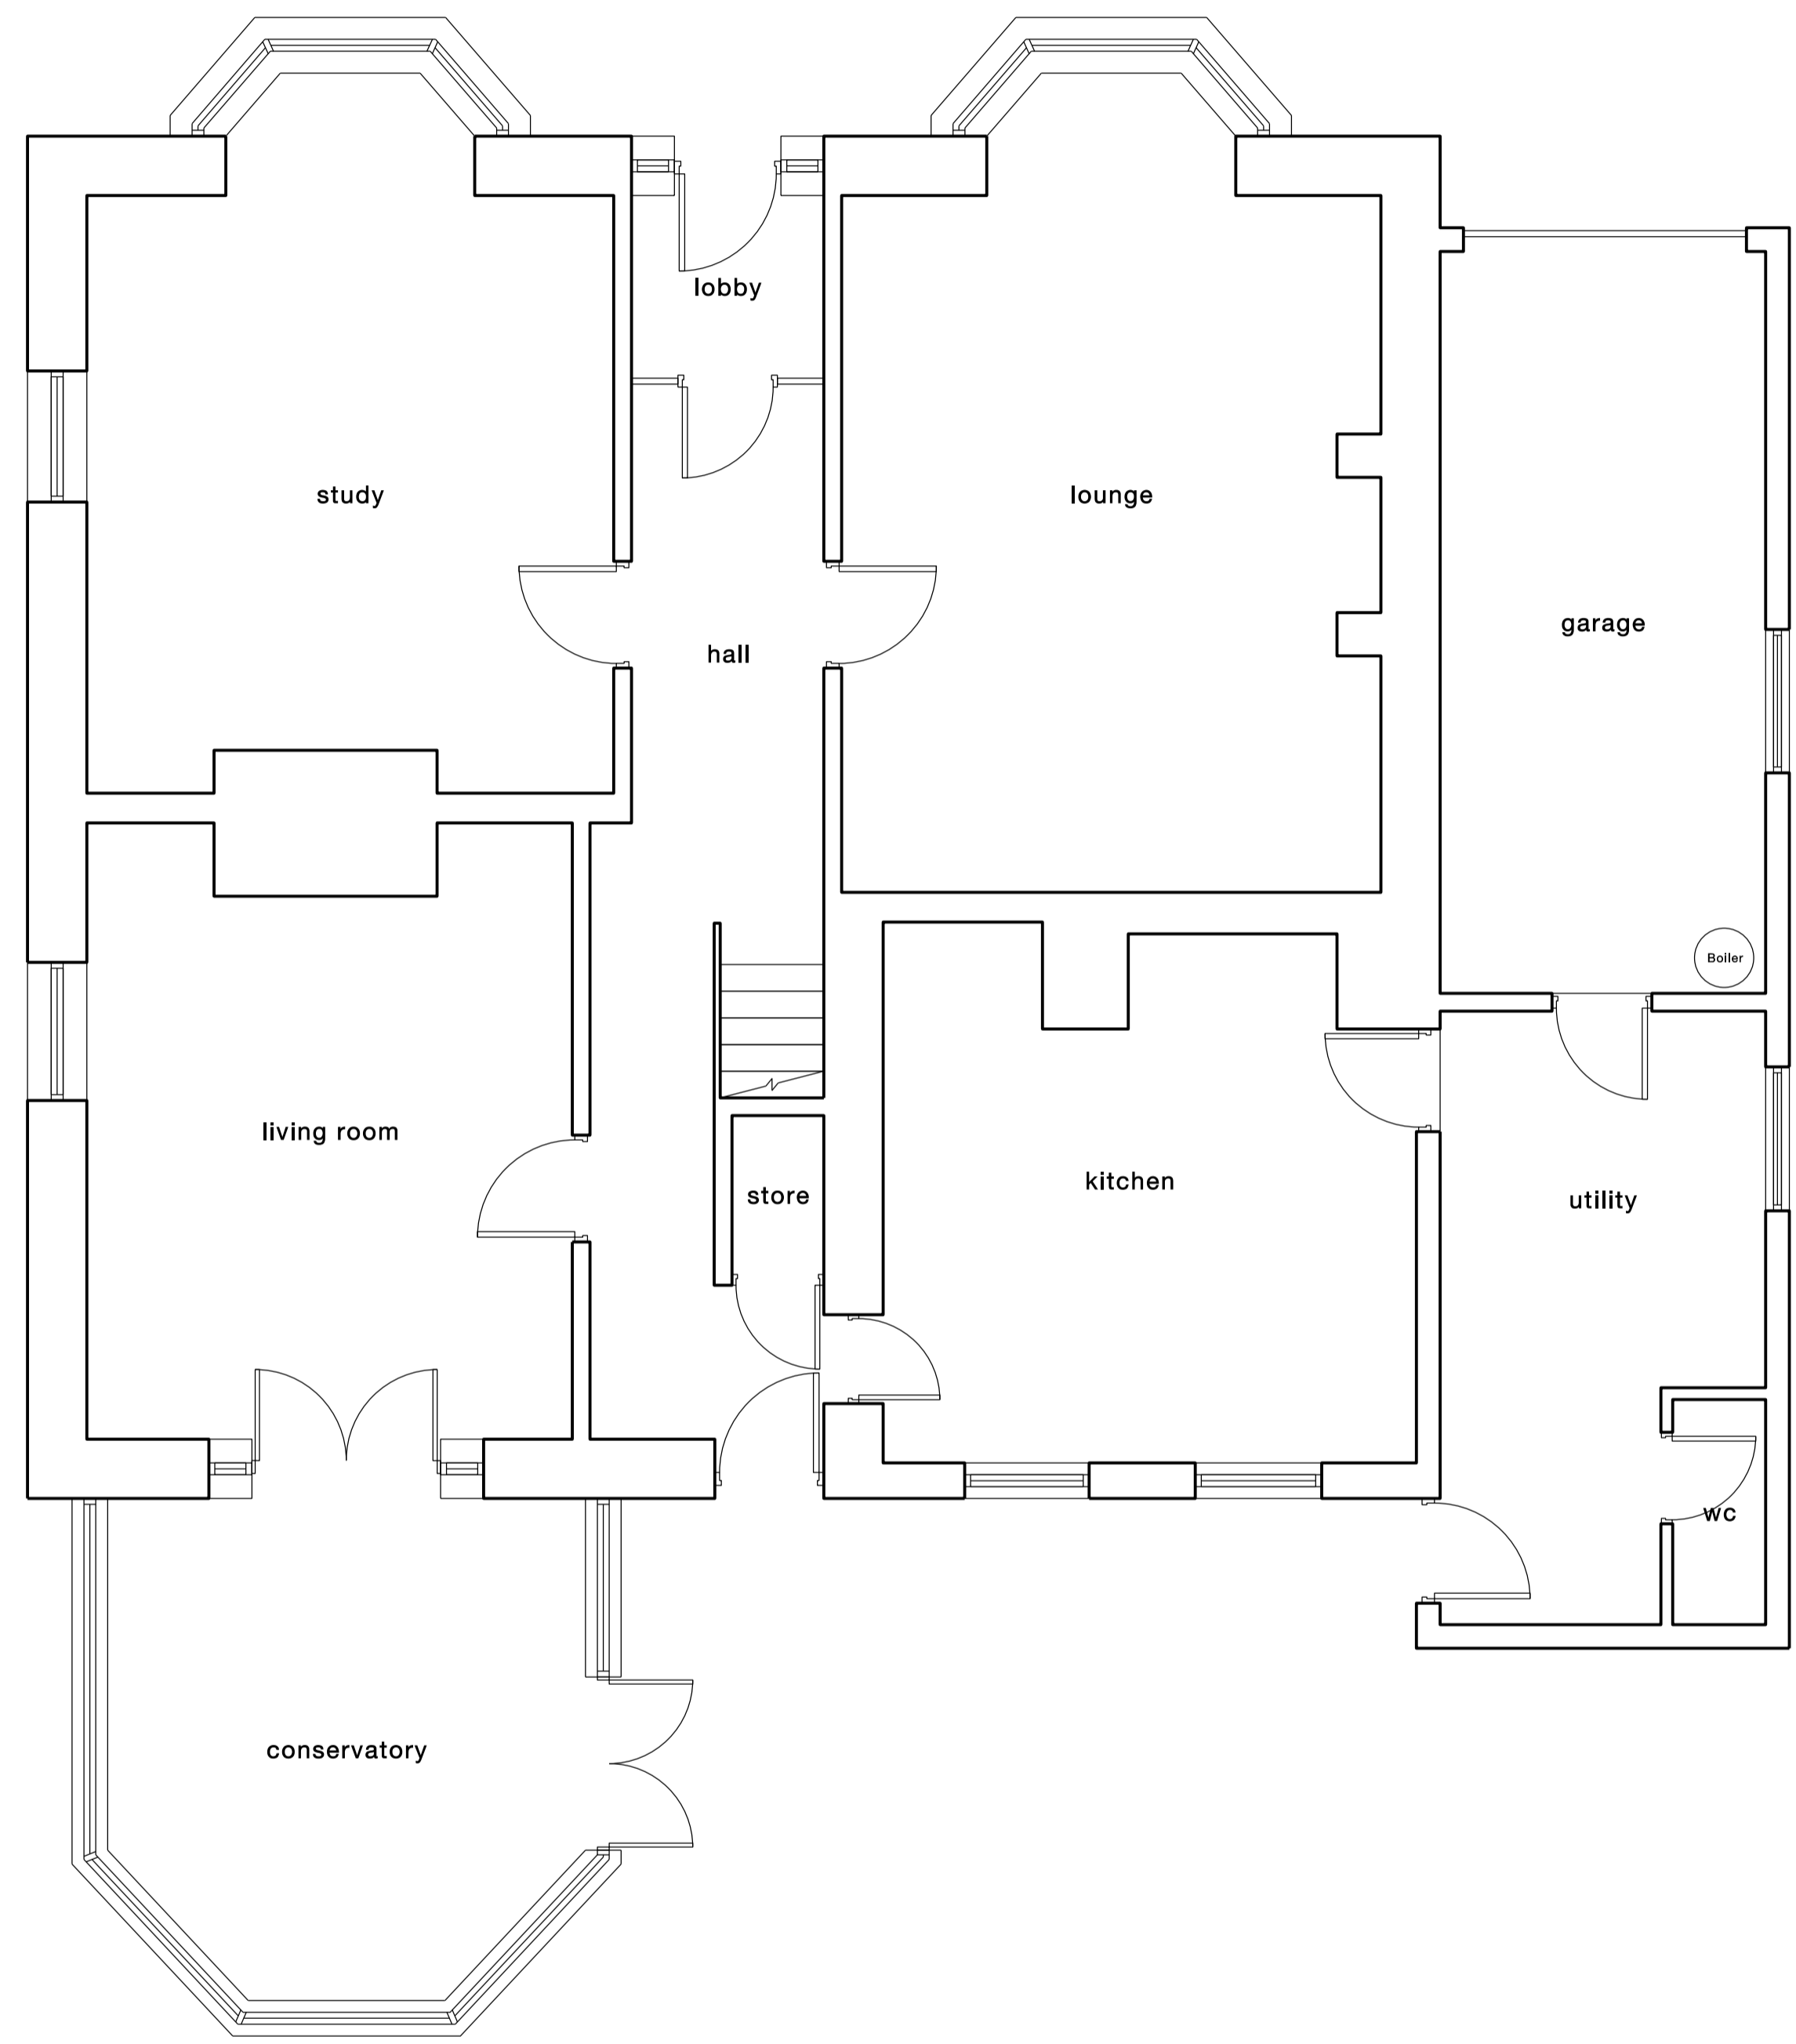 lobby
study
lounge
garage
hall
Boiler
living room
kitchen
store
utility
wc
conservatory